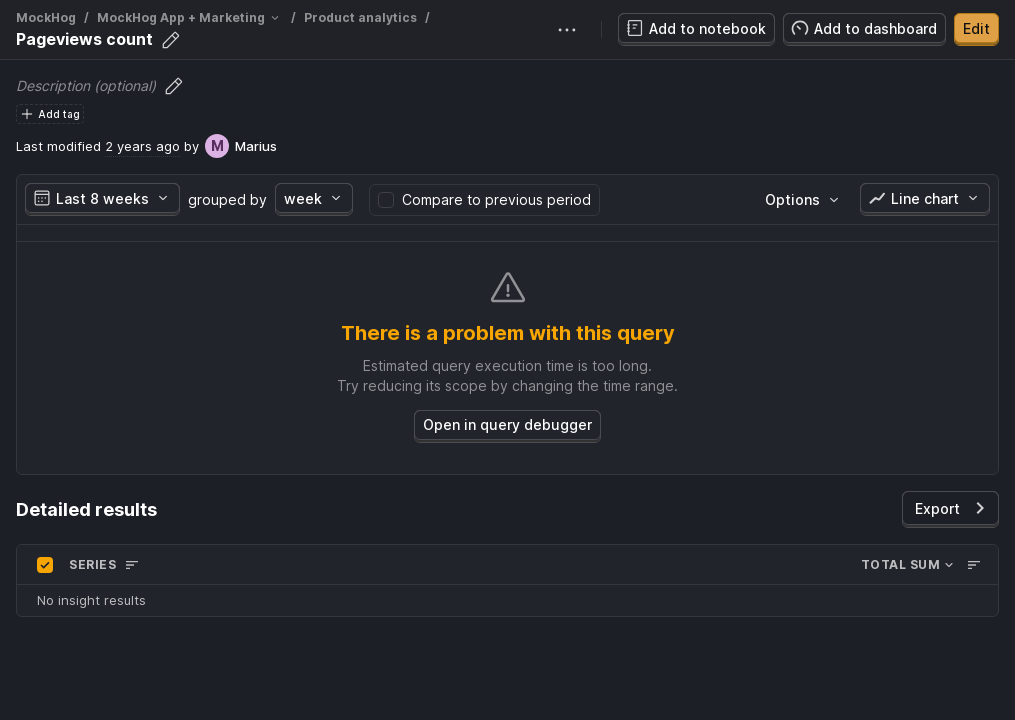 MockHog / MockHog App + Marketing / Product analytics /
Pageviews count
Add to notebook
Add to dashboard
Edit
Description (optional)
Add tag
Last modified 2 years ago by M Marius
Last 8 weeks grouped by week Compare to previous period Options Line chart
There is a problem with this query
Estimated query execution time is too long.
Try reducing its scope by changing the time range.
Open in query debugger
Detailed results
Export
SERIES TOTAL SUM
No insight results